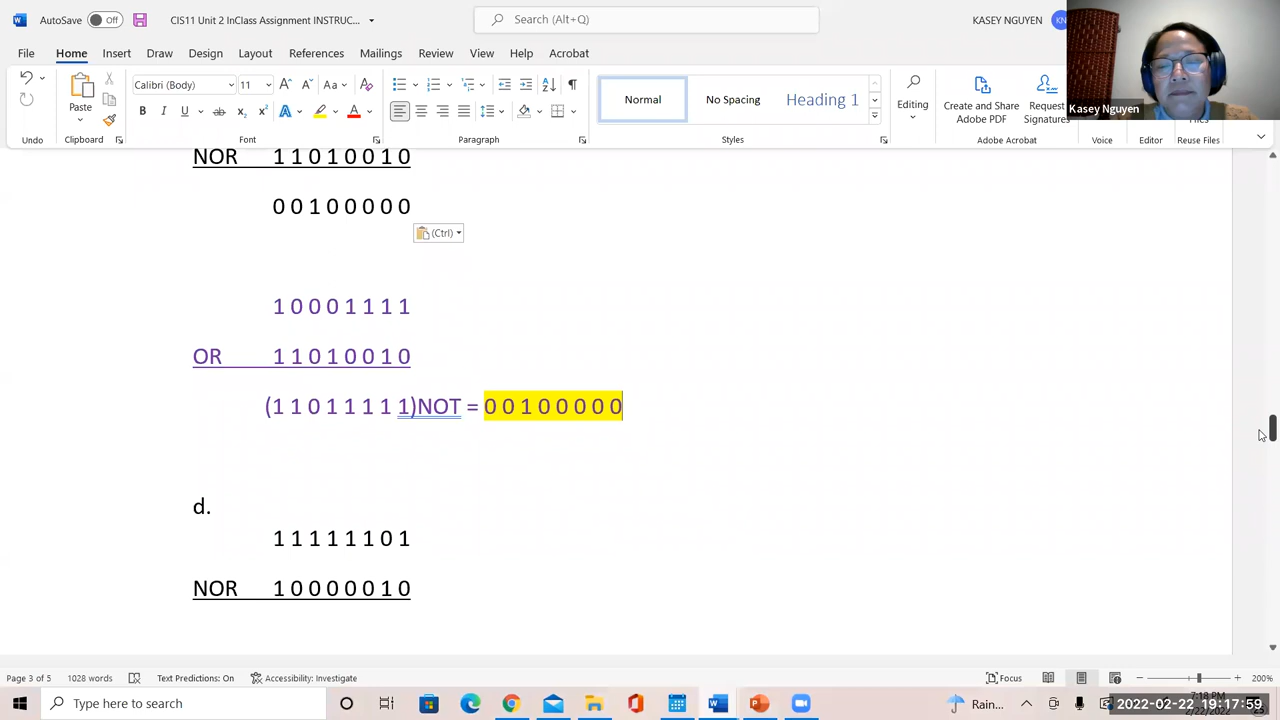 AutoSave Off CIS11 Unit 2 InClass Assignment INSTRUC... Search (Alt+Q) KASEY NGUYEN KN
File Home Insert Draw Design Layout References Mailings Review View Help Acrobat
Calibri (Body) 11 Normal No Spacing Heading 1
Paste Editing Create and Share Adobe PDF Request Signatures Files
Kasey Nguyen
Undo Clipboard Font Paragraph Styles Adobe Acrobat Voice Editor Reuse Files
NOR 1 1 0 1 0 0 1 0
0 0 1 0 0 0 0 0
(Ctrl)
1 0 0 0 1 1 1 1
OR 1 1 0 1 0 0 1 0
(1 1 0 1 1 1 1 1)NOT = 0 0 1 0 0 0 0 0
d.
1 1 1 1 1 1 0 1
NOR 1 0 0 0 0 0 1 0
Page 3 of 5 1028 words Text Predictions: On Accessibility: Investigate Focus 200%
Type here to search Rain... 2022-02-22 19:17:59